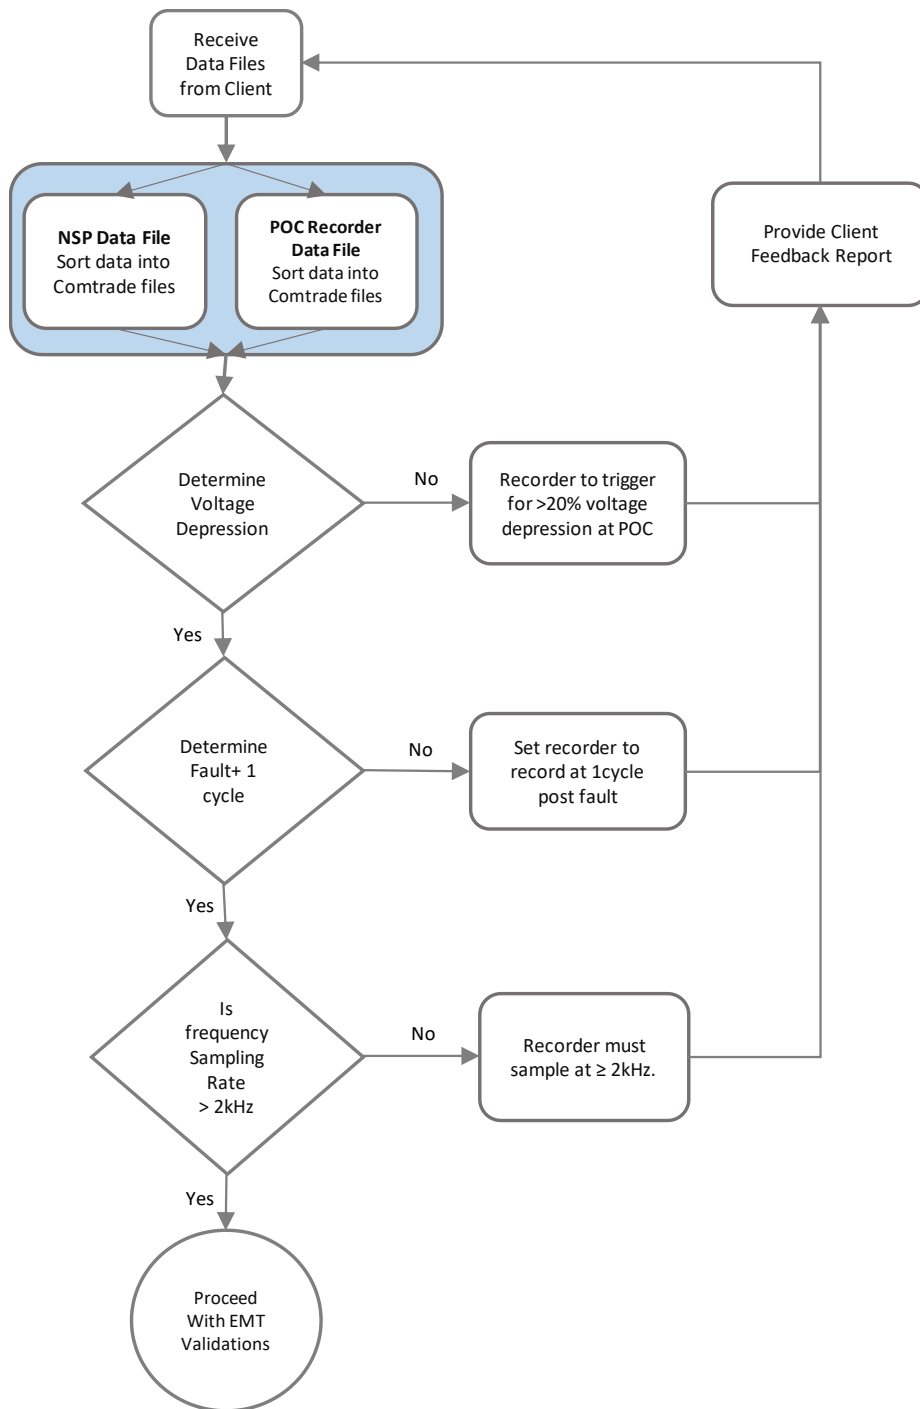 Receive
Data Files
from Client
NSP Data File
Sort data into
Comtrade files
POC Recorder
Data File
Sort data into
Comtrade files
Provide Client
Feedback Report
Determine
Voltage
Depression
No
Recorder to trigger
for >20% voltage
depression at POC
Yes
Determine
Fault+ 1
cycle
No
Set recorder to
record at 1cycle
post fault
Yes
Is
frequency
Sampling
Rate
> 2kHz
No
Recorder must
sample at ≥ 2kHz.
Yes
Proceed
With EMT
Validations